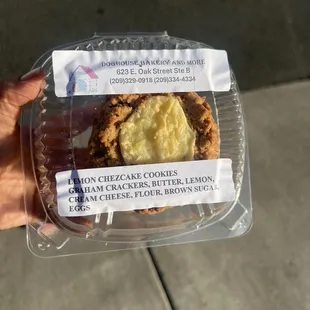 DOGHOUSE BAKERY AND MORE
623 E. Oak Street Ste.B
(209)329-0918 (209)334-4334
LEMON CHEZCAKE COOKIES
GRAHAM CRACKERS, BUTTER, LEMON,
CREAM CHEESE, FLOUR, BROWN SUGAR,
EGGS